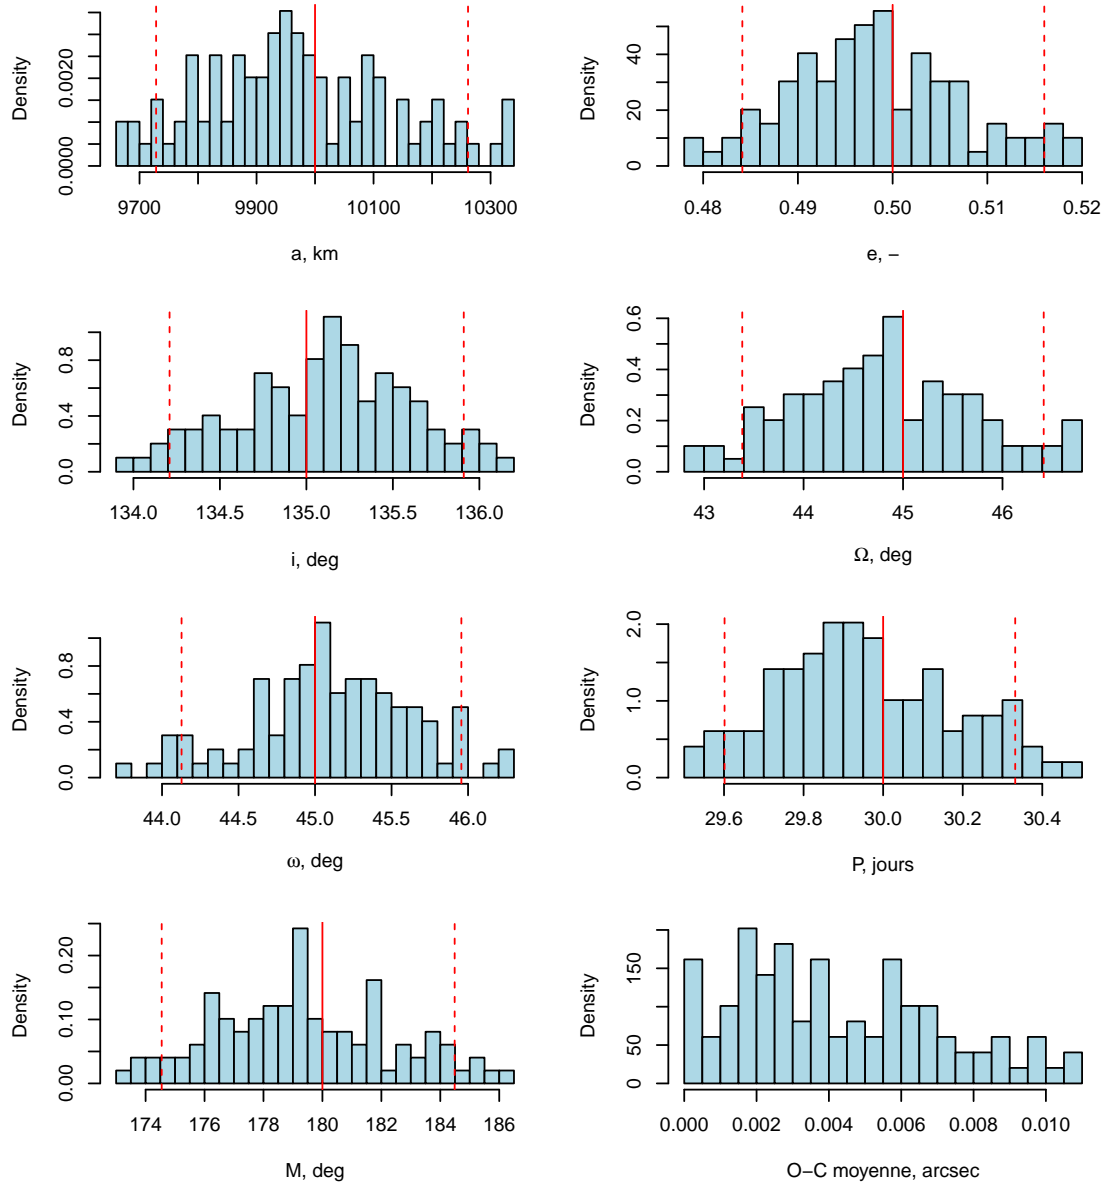 Density
0.0000 0.0020
9700 9900 10100 10300
a, km
Density
0 20 40
0.48 0.49 0.50 0.51 0.52
e, −
Density
0.0 0.4 0.8
134.0 134.5 135.0 135.5 136.0
i, deg
Density
0.0 0.2 0.4 0.6
43 44 45 46
Ω, deg
Density
0.0 0.4 0.8
44.0 44.5 45.0 45.5 46.0
ω, deg
Density
0.0 1.0 2.0
29.6 29.8 30.0 30.2 30.4
P, jours
Density
0.00 0.10 0.20
174 176 178 180 182 184 186
M, deg
Density
0 50 150
0.000 0.002 0.004 0.006 0.008 0.010
O−C moyenne, arcsec